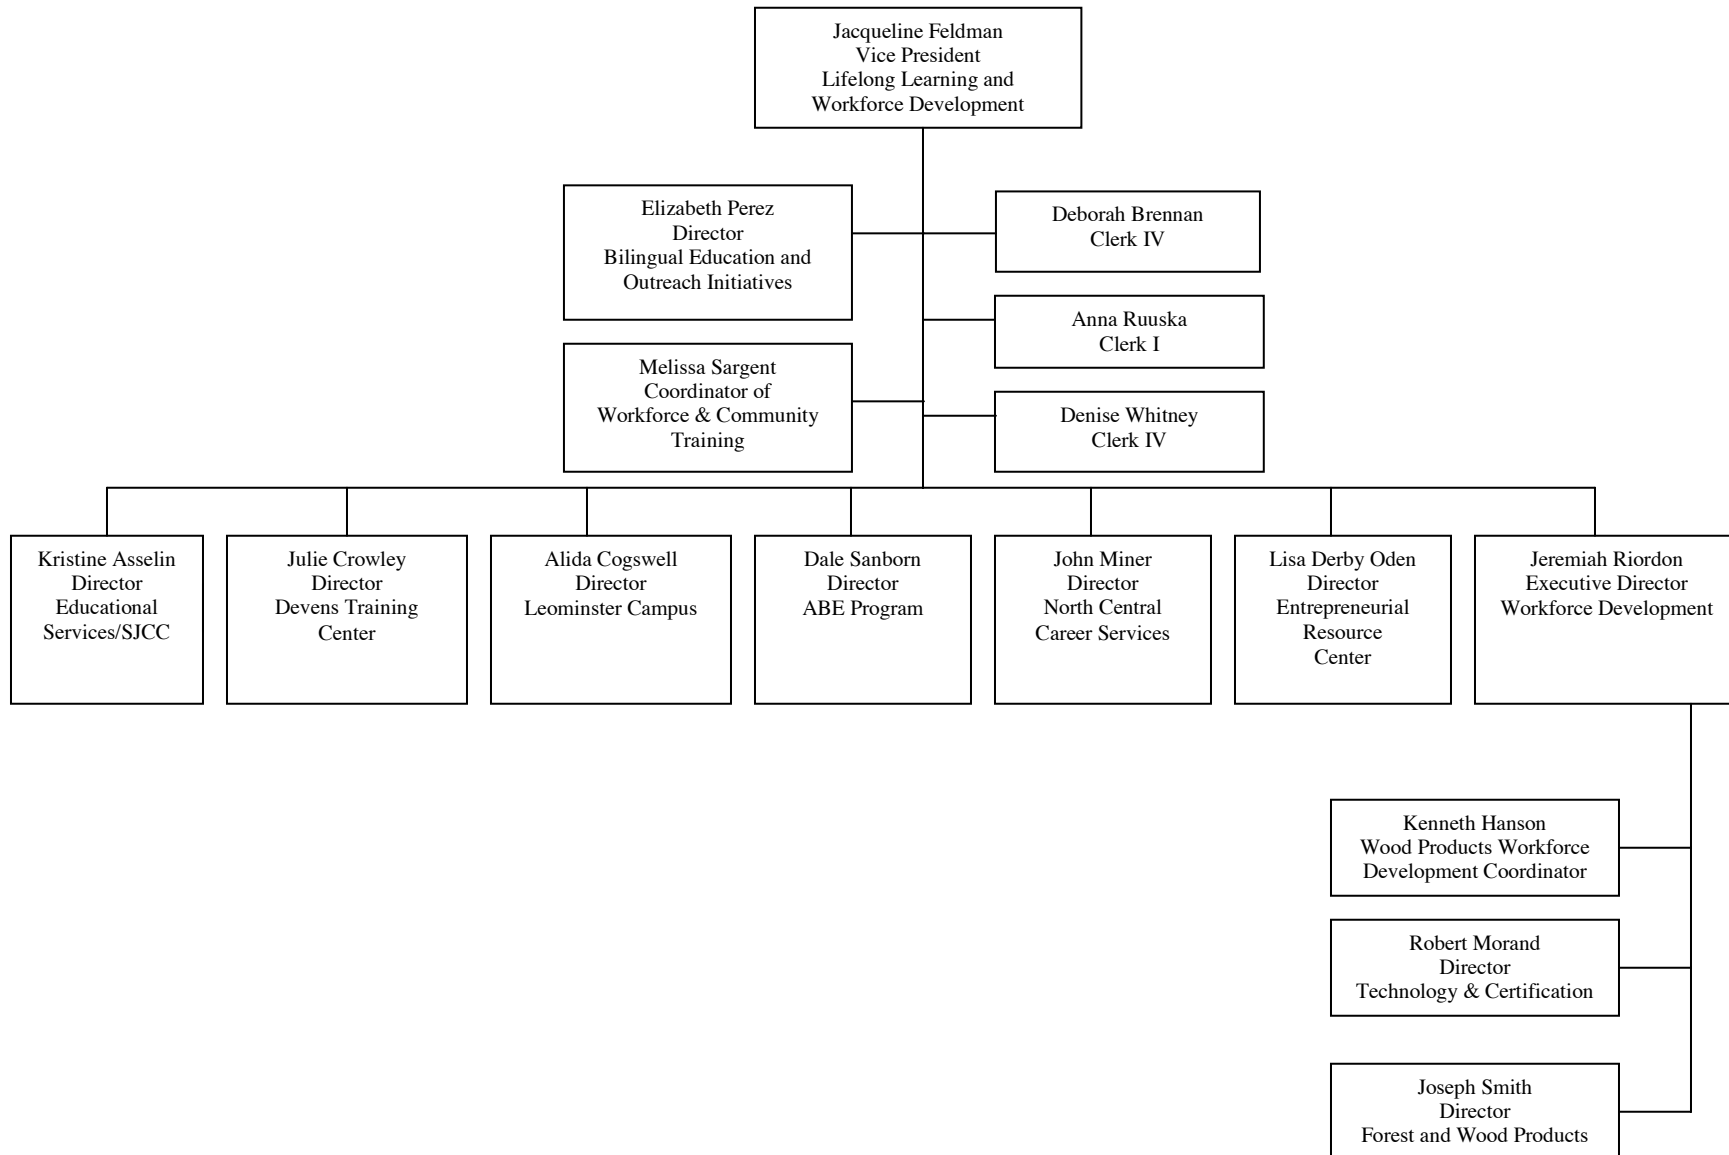 Jacqueline Feldman
Vice President
Lifelong Learning and
Workforce Development
Elizabeth Perez
Director
Bilingual Education and
Outreach Initiatives
Deborah Brennan
Clerk IV
Anna Ruuska
Clerk I
Melissa Sargent
Coordinator of
Workforce & Community
Training
Denise Whitney
Clerk IV
Kristine Asselin
Director
Educational
Services/SJCC
Julie Crowley
Director
Devens Training
Center
Alida Cogswell
Director
Leominster Campus
Dale Sanborn
Director
ABE Program
John Miner
Director
North Central
Career Services
Lisa Derby Oden
Director
Entrepreneurial
Resource
Center
Jeremiah Riordon
Executive Director
Workforce Development
Kenneth Hanson
Wood Products Workforce
Development Coordinator
Robert Morand
Director
Technology & Certification
Joseph Smith
Director
Forest and Wood Products